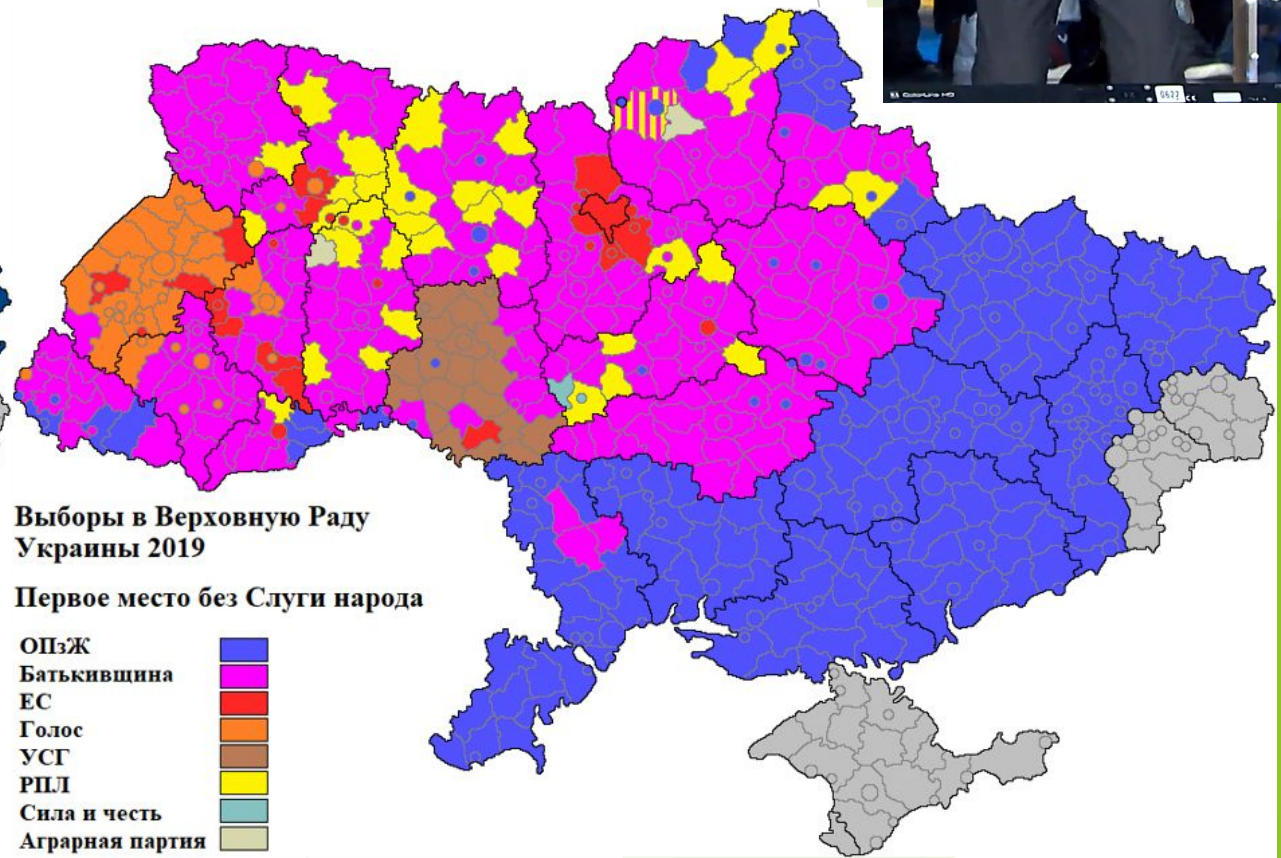 Выборы в Верховную Раду
Украины 2019
Первое место без Слуги народа
ОПзЖ
Батькивщина
ЕС
Голос
УСГ
РПЛ
Сила и честь
Аграрная партия